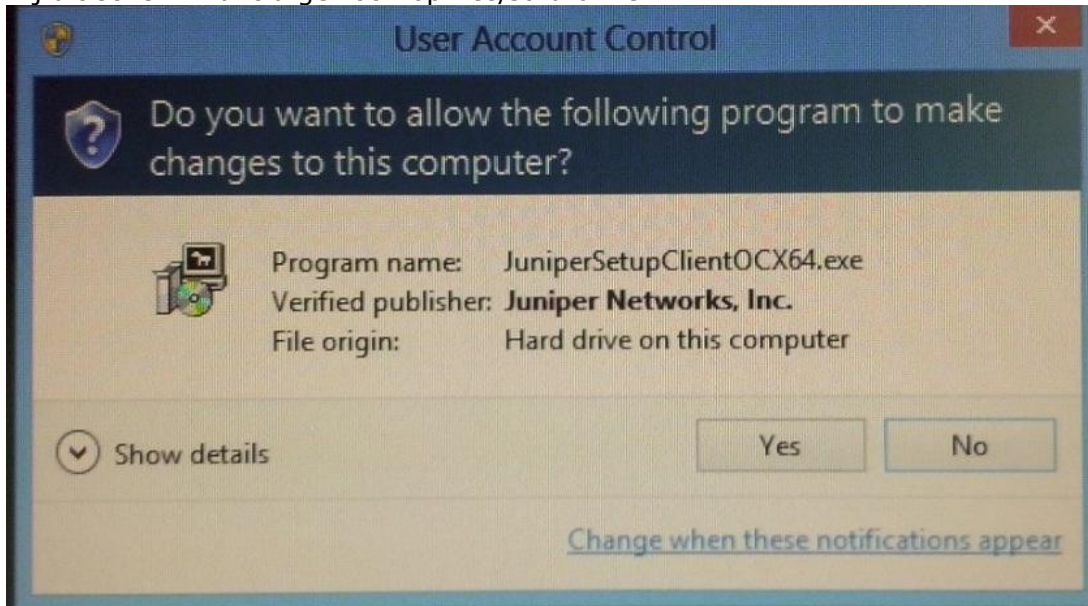 User Account Control
Do you want to allow the following program to make
changes to this computer?
Program name: JuniperSetupClientOCX64.exe
Verified publisher: Juniper Networks, Inc.
File origin: Hard drive on this computer
Show details
Yes
No
Change when these notifications appear